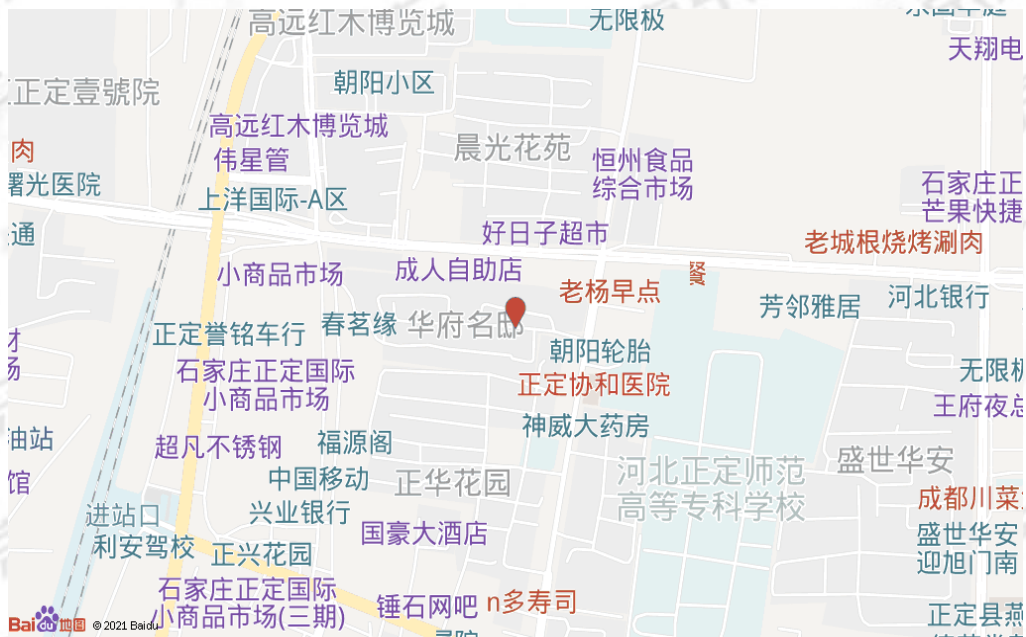 高远红木博览城
无限极
天翔电
朝阳小区
正定壹號院
高远红木博览城
晨光花苑
肉
伟星管
恒州食品
综合市场
曙光医院
上洋国际-A区
石家庄正
芒果快捷
通
好日子超市
老城根烧烤涮肉
小商品市场
成人自助店
餐
老杨早点
芳邻雅居
河北银行
正定誉铭车行
春茗缘
华府名邸
材
场
朝阳轮胎
石家庄正定国际
小商品市场
正定协和医院
无限极
王府夜总
油站
超凡不锈钢
福源阁
神威大药房
馆
中国移动
正华花园
河北正定师范
高等专科学校
盛世华安
成都川菜
进站口
兴业银行
国豪大酒店
盛世华安
迎旭门南
利安驾校
正兴花园
石家庄正定国际
小商品市场(三期)
锤石网吧
n多寿司
正定县燕
Bai du 地图
© 2021 Baidu